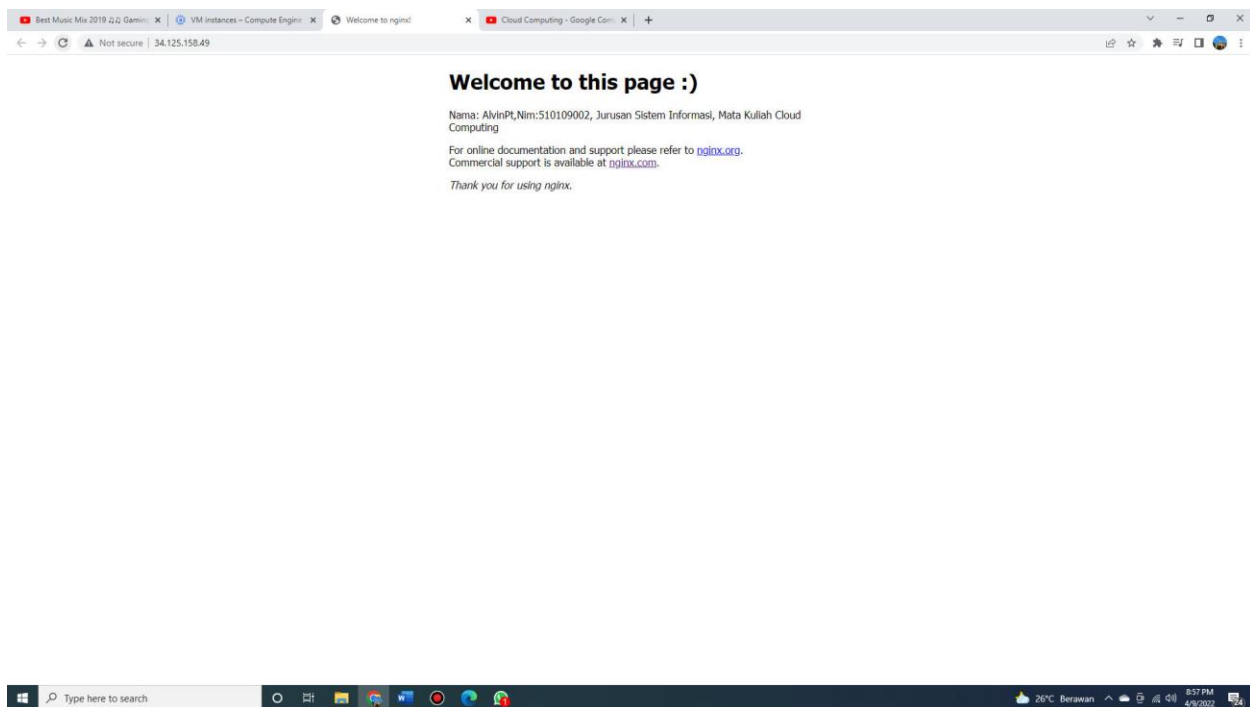 Best Music Mix 2019 ♫♫ Gaming
VM instances – Compute Engine
Welcome to nginx!
Cloud Computing - Google Com
Not secure | 34.125.158.49
Welcome to this page :)
Nama: AlvinPt,Nim:510109002, Jurusan Sistem Informasi, Mata Kuliah Cloud
Computing
For online documentation and support please refer to nginx.org.
Commercial support is available at nginx.com.
Thank you for using nginx.
Type here to search
26°C Berawan
8:57 PM
4/9/2022
24